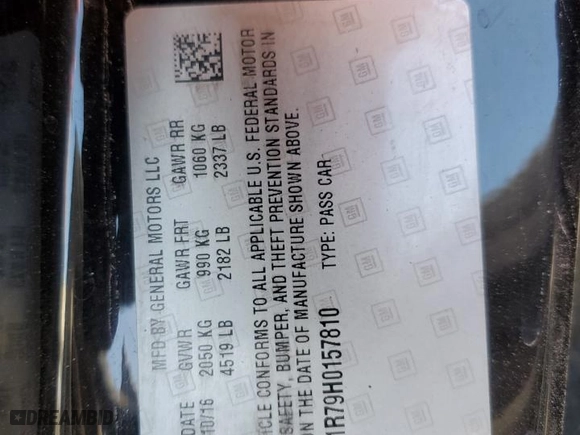 MFD BY GENERAL MOTORS LLC
DATE GVWR GAWR FRT GAWR RR
10/16 2050 KG 990 KG 1060 KG
4519 LB 2182 LB 2337 LB
ICLE CONFORMS TO ALL APPLICABLE U.S. FEDERAL MOTOR
SAFETY, BUMPER, AND THEFT PREVENTION STANDARDS IN
ON THE DATE OF MANUFACTURE SHOWN ABOVE.
1R79H0157810 TYPE: PASS CAR
GM
DREAMBID